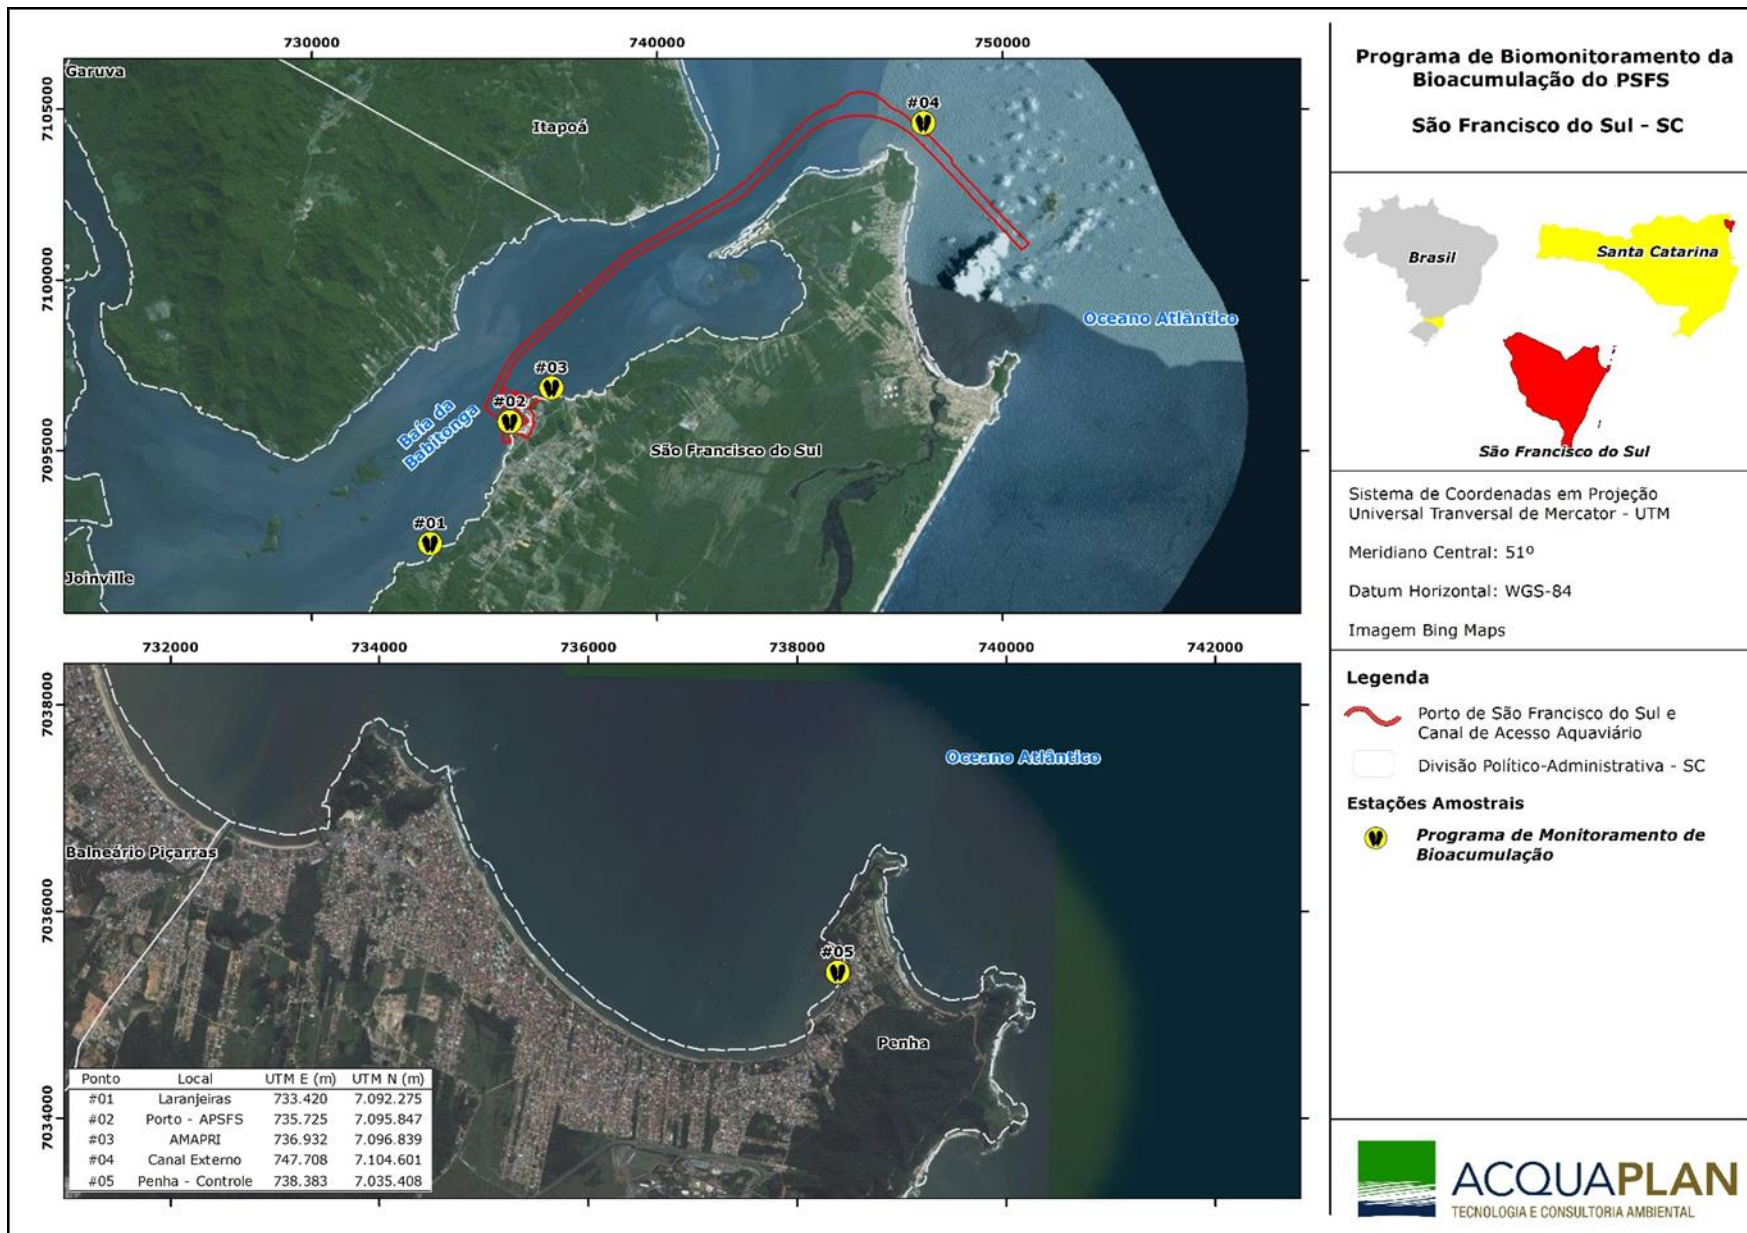 730000 740000 750000
7105000
7100000
7095000
Garuva
Itapoá
#04
#03
#02
#01
Baía da
Babitonga
São Francisco do Sul
Oceano Atlântico
Joinville
732000 734000 736000 738000 740000 742000
7038000
7036000
7034000
Oceano Atlântico
Balneário Piçarras
#05
Penha
Ponto Local UTM E (m) UTM N (m)
#01 Laranjeiras 733.420 7.092.275
#02 Porto - APSFS 735.725 7.095.847
#03 AMAPRI 736.932 7.096.839
#04 Canal Externo 747.708 7.104.601
#05 Penha - Controle 738.383 7.035.408
Programa de Biomonitoramento da
Bioacumulação do PSFS
São Francisco do Sul - SC
Brasil
Santa Catarina
São Francisco do Sul
Sistema de Coordenadas em Projeção
Universal Tranversal de Mercator - UTM
Meridiano Central: 51º
Datum Horizontal: WGS-84
Imagem Bing Maps
Legenda
Porto de São Francisco do Sul e
Canal de Acesso Aquaviário
Divisão Político-Administrativa - SC
Estações Amostrais
Programa de Monitoramento de
Bioacumulação
ACQUAPLAN
TECNOLOGIA E CONSULTORIA AMBIENTAL